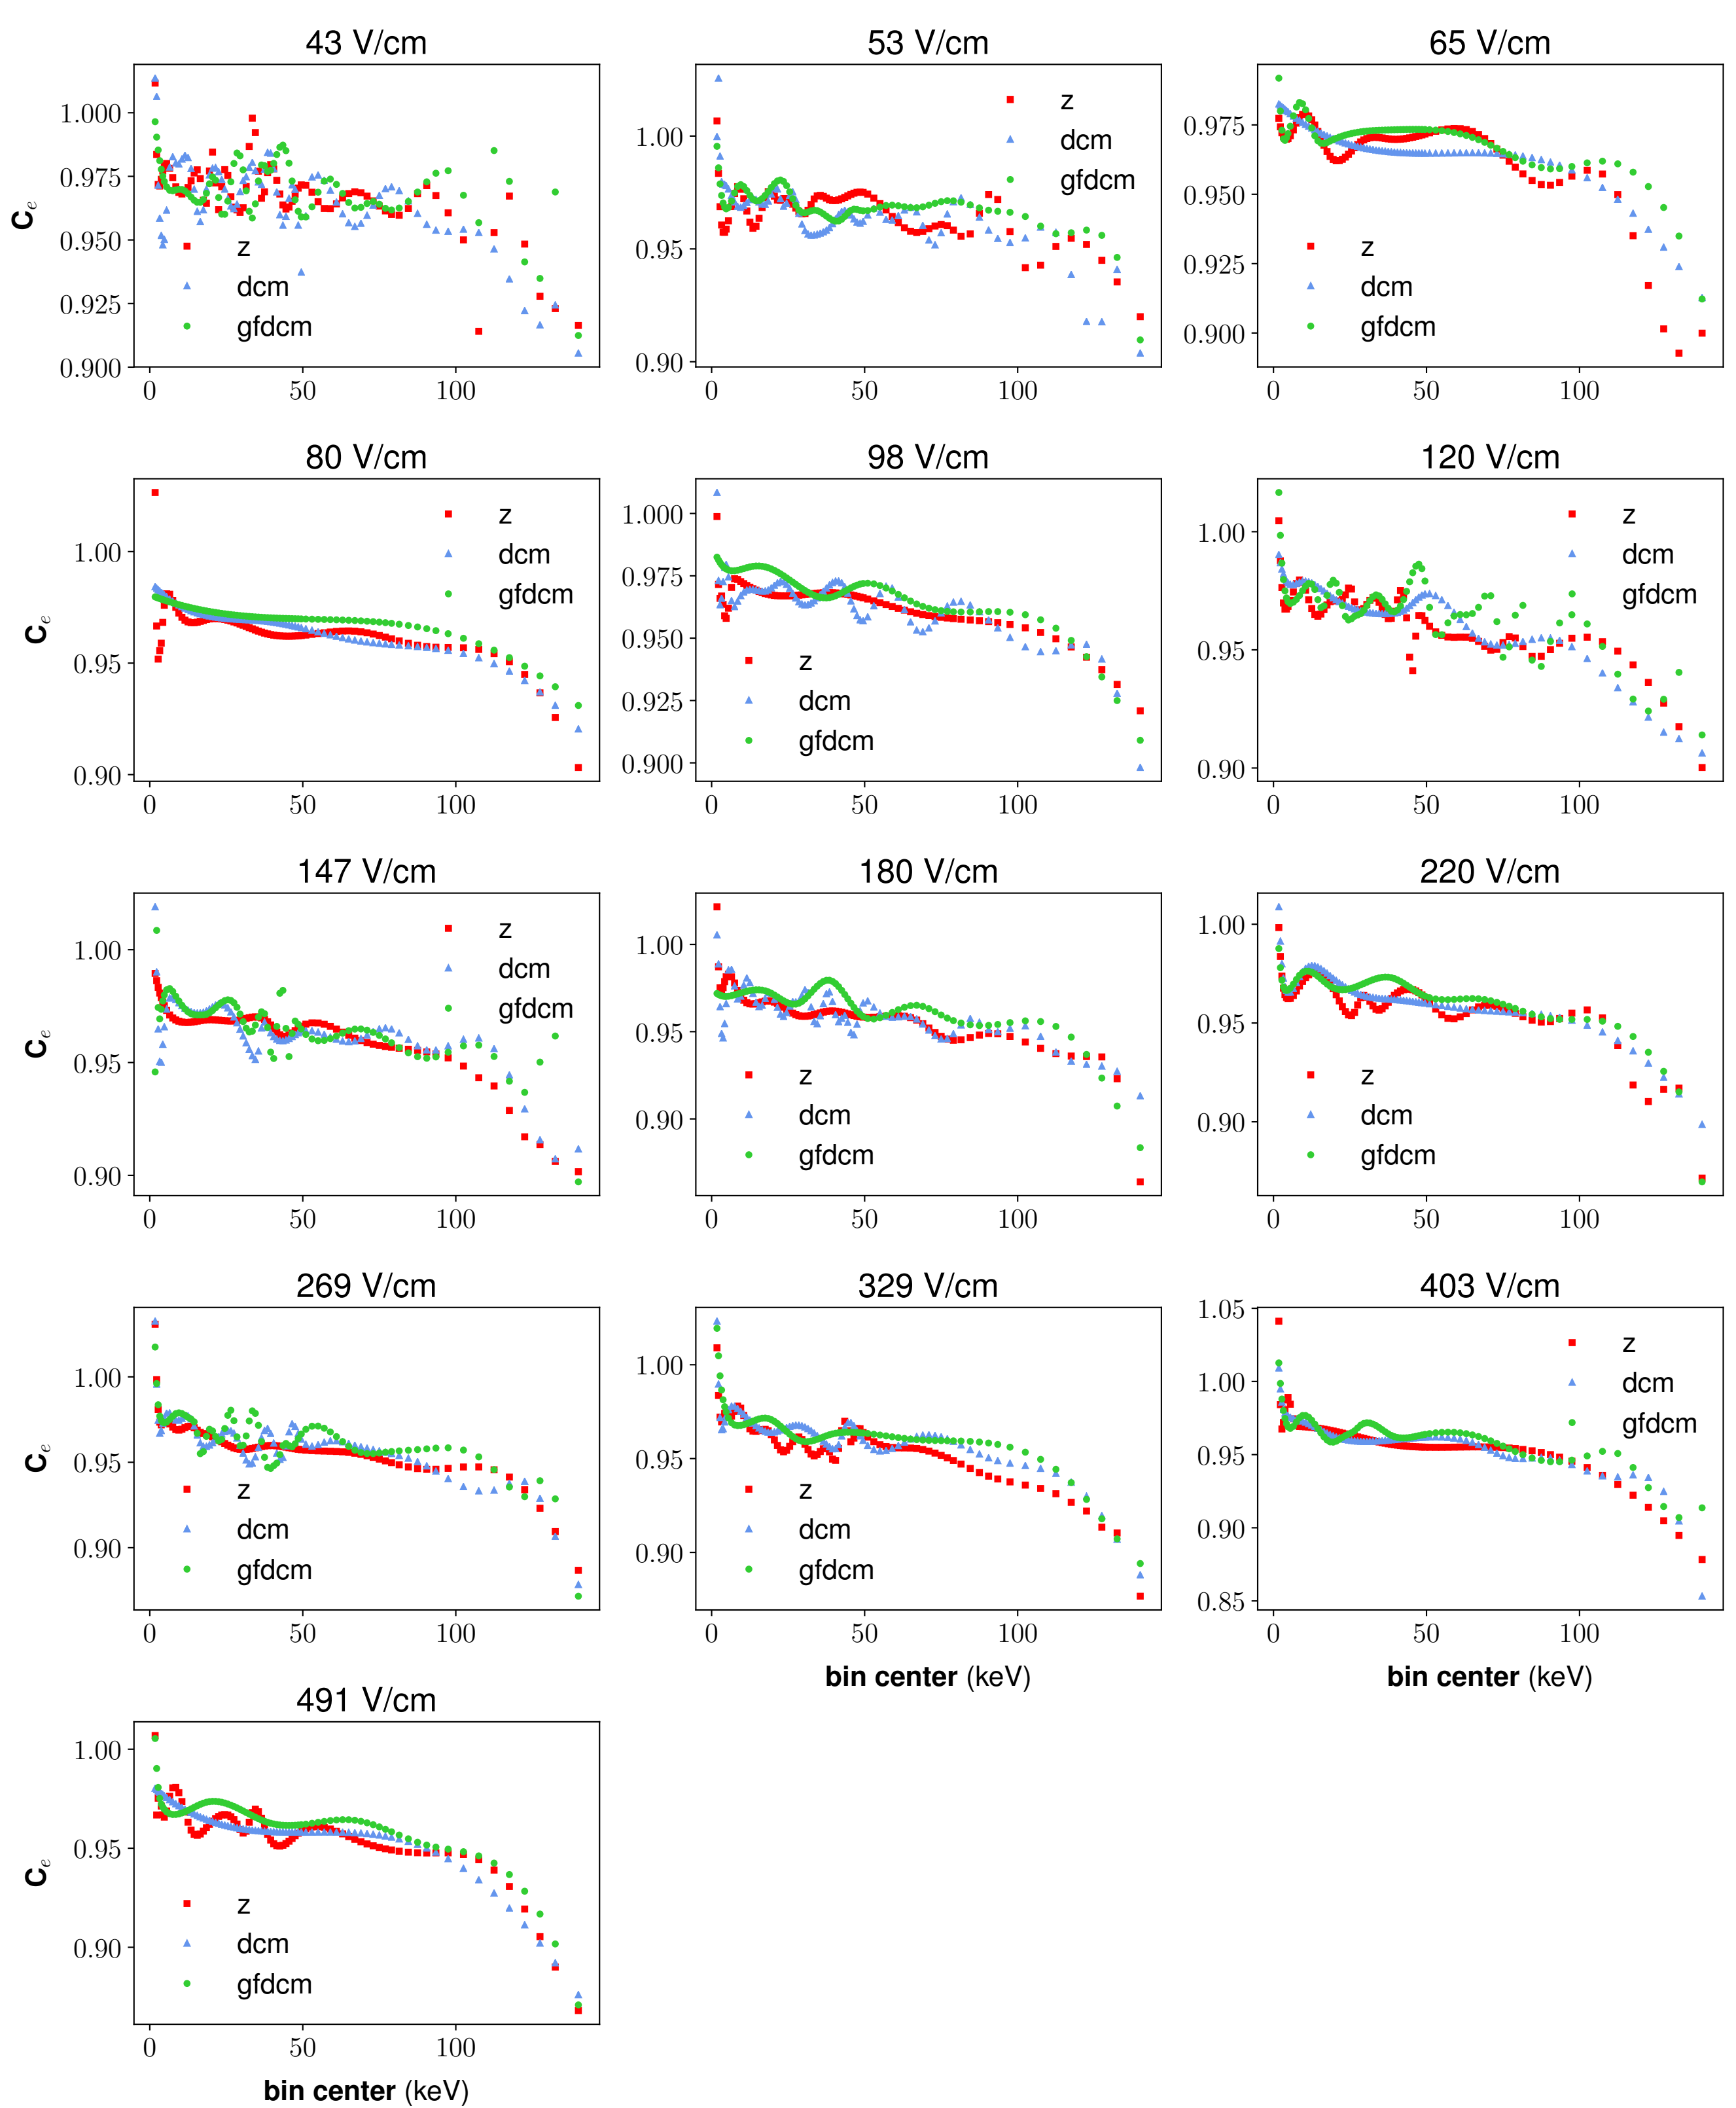 43 V/cm
53 V/cm
65 V/cm
C_e
1.000
0.975
0.950
0.925
0.900
z
dcm
gfdcm
0
50
100
1.00
0.95
0.90
z
dcm
gfdcm
0
50
100
0.975
0.950
0.925
0.900
z
dcm
gfdcm
0
50
100
80 V/cm
98 V/cm
120 V/cm
C_e
1.00
0.95
0.90
z
dcm
gfdcm
0
50
100
1.000
0.975
0.950
0.925
0.900
z
dcm
gfdcm
0
50
100
1.00
0.95
0.90
z
dcm
gfdcm
0
50
100
147 V/cm
180 V/cm
220 V/cm
C_e
1.00
0.95
0.90
z
dcm
gfdcm
0
50
100
1.00
0.95
0.90
z
dcm
gfdcm
0
50
100
1.00
0.95
0.90
z
dcm
gfdcm
0
50
100
269 V/cm
329 V/cm
403 V/cm
C_e
1.00
0.95
0.90
z
dcm
gfdcm
0
50
100
1.00
0.95
0.90
z
dcm
gfdcm
0
50
100
bin center (keV)
1.05
1.00
0.95
0.90
0.85
z
dcm
gfdcm
0
50
100
bin center (keV)
491 V/cm
C_e
1.00
0.95
0.90
z
dcm
gfdcm
0
50
100
bin center (keV)